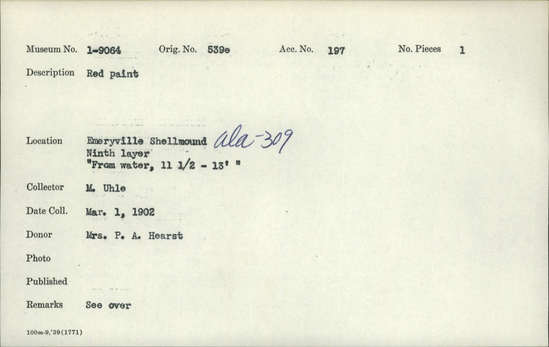 Museum No. 1-9064 Orig. No. 539e Acc. No. 197 No. Pieces 1
Description Red paint
Location Emeryville Shellmound Ala-309
Ninth layer
"From water, 11 1/2 - 13' "
Collector M. Uhle
Date Coll. Mar. 1, 1902
Donor Mrs. P. A. Hearst
Photo
Published
Remarks See over
100m-9,'39(1771)